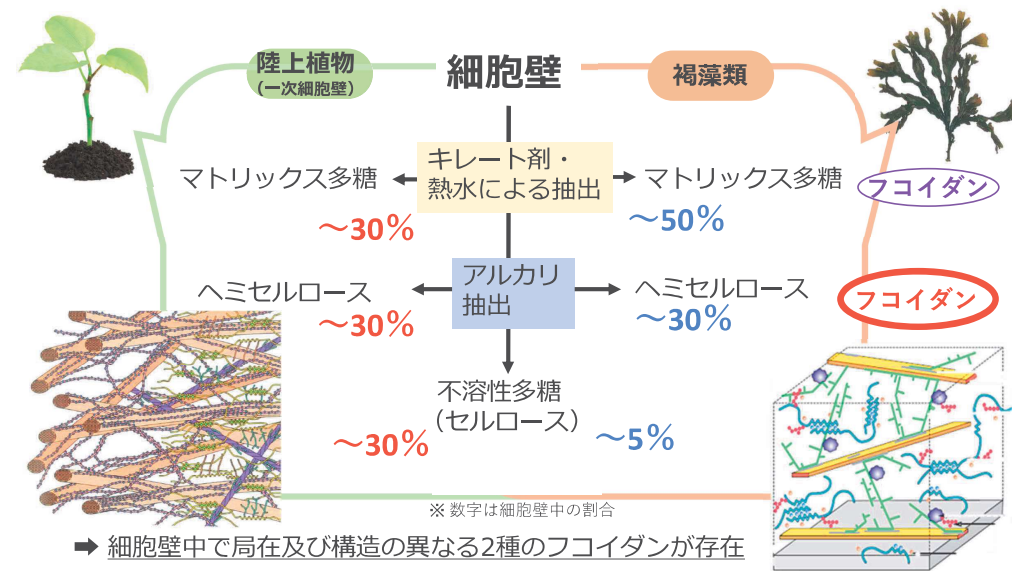 陸上植物
(一次細胞壁)
細胞壁
褐藻類
キレート剤・
熱水による抽出
マトリックス多糖
~30%
マトリックス多糖
~50%
フコイダン
アルカリ
抽出
ヘミセルロース
~30%
ヘミセルロース
~30%
フコイダン
不溶性多糖
(セルロース)
~30%
~5%
※ 数字は細胞壁中の割合
➡ 細胞壁中で局在及び構造の異なる2種のフコイダンが存在